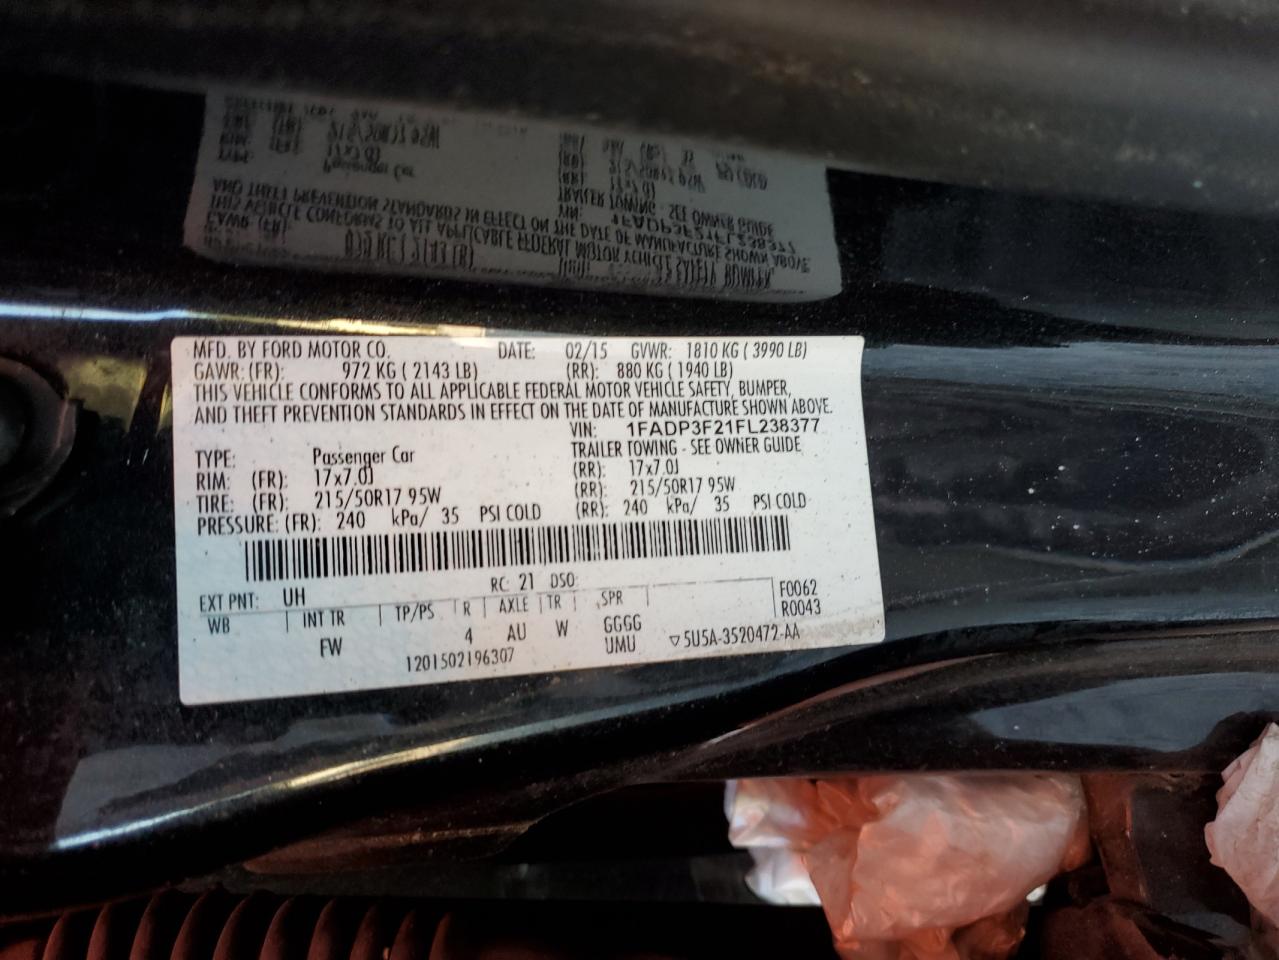 MFD. BY FORD MOTOR CO. DATE: 02/15 GVWR: 1810 KG ( 3990 LB)
GAWR: (FR): 972 KG ( 2143 LB) (RR): 880 KG ( 1940 LB)
THIS VEHICLE CONFORMS TO ALL APPLICABLE FEDERAL MOTOR VEHICLE SAFETY, BUMPER,
AND THEFT PREVENTION STANDARDS IN EFFECT ON THE DATE OF MANUFACTURE SHOWN ABOVE.
VIN: 1FADP3F21FL238377
TYPE: Passenger Car TRAILER TOWING - SEE OWNER GUIDE
RIM: (FR): 17x7.0J (RR): 17x7.0J
TIRE: (FR): 215/50R17 95W (RR): 215/50R17 95W
PRESSURE: (FR): 240 kPa/ 35 PSI COLD (RR): 240 kPa/ 35 PSI COLD
EXT PNT: UH RC: 21 DSO: F0062
WB INT TR TP/PS R AXLE TR SPR R0043
FW 4 AU W GGGG
1201502196307 UMU ▽5U5A-3520472-AA